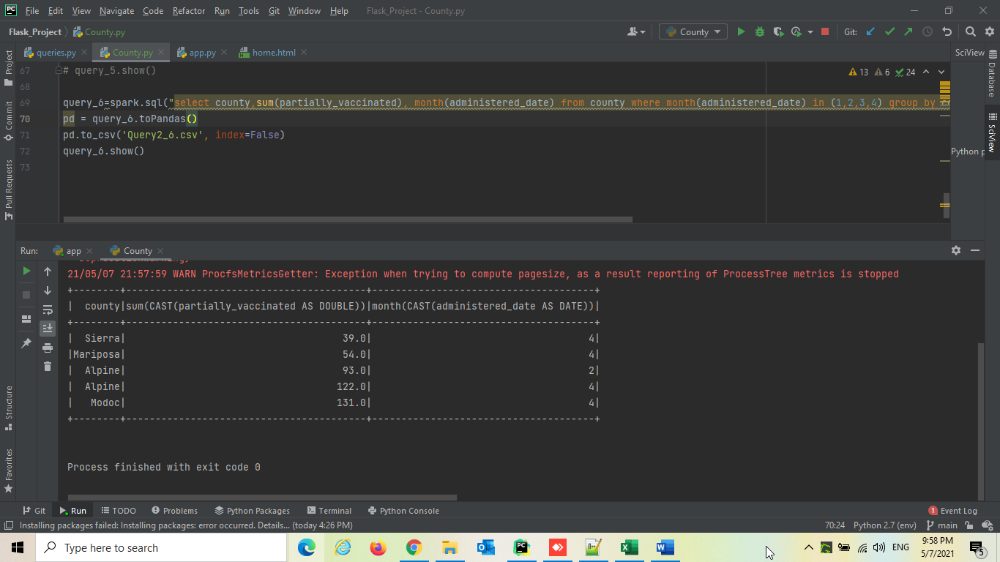 PC File Edit View Navigate Code Refactor Run Tools Git Window Help Flask_Project - County.py
Flask_Project County.py County Git:
queries.py County.py app.py home.html SciView
67 # query_5.show() 13 6 24
68
69 query_6=spark.sql("select county,sum(partially_vaccinated), month(administered_date) from county where month(administered_date) in (1,2,3,4) group by
70 pd = query_6.toPandas()
71 pd.to_csv('Query2_6.csv', index=False)
72 query_6.show()
73
Python p
Project
Commit
Pull Requests
Structure
Favorites
Database
SciView
Run: app County
21/05/07 21:57:59 WARN ProcfsMetricsGetter: Exception when trying to compute pagesize, as a result reporting of ProcessTree metrics is stopped
+--------+-----------------------------------------+--------------------------------------+
| county|sum(CAST(partially_vaccinated AS DOUBLE))|month(CAST(administered_date AS DATE))|
+--------+-----------------------------------------+--------------------------------------+
| Sierra| 39.0| 4|
|Mariposa| 54.0| 4|
| Alpine| 93.0| 2|
| Alpine| 122.0| 4|
| Modoc| 131.0| 4|
+--------+-----------------------------------------+--------------------------------------+
Process finished with exit code 0
Git Run TODO Problems Python Packages Terminal Python Console 1 Event Log
Installing packages failed: Installing packages: error occurred. Details... (today 4:26 PM) 70:24 Python 2.7 (env) main
Type here to search ENG 9:58 PM
5/7/2021 5